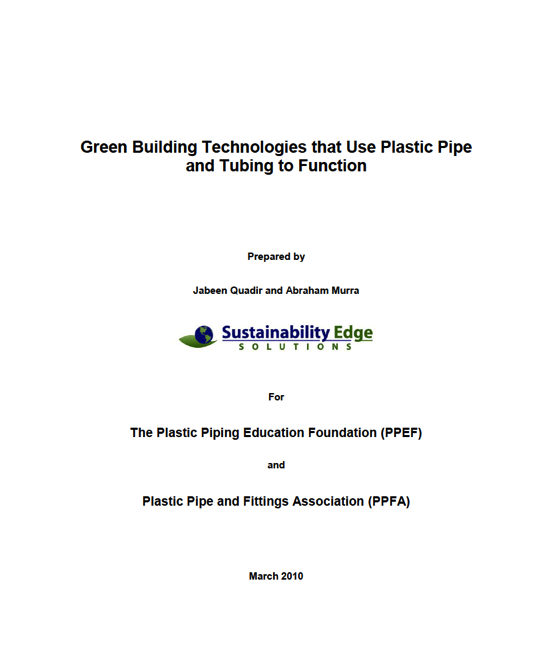 Green Building Technologies that Use Plastic Pipe
and Tubing to Function
Prepared by
Jabeen Quadir and Abraham Murra
Sustainability Edge
SOLUTIONS
For
The Plastic Piping Education Foundation (PPEF)
and
Plastic Pipe and Fittings Association (PPFA)
March 2010